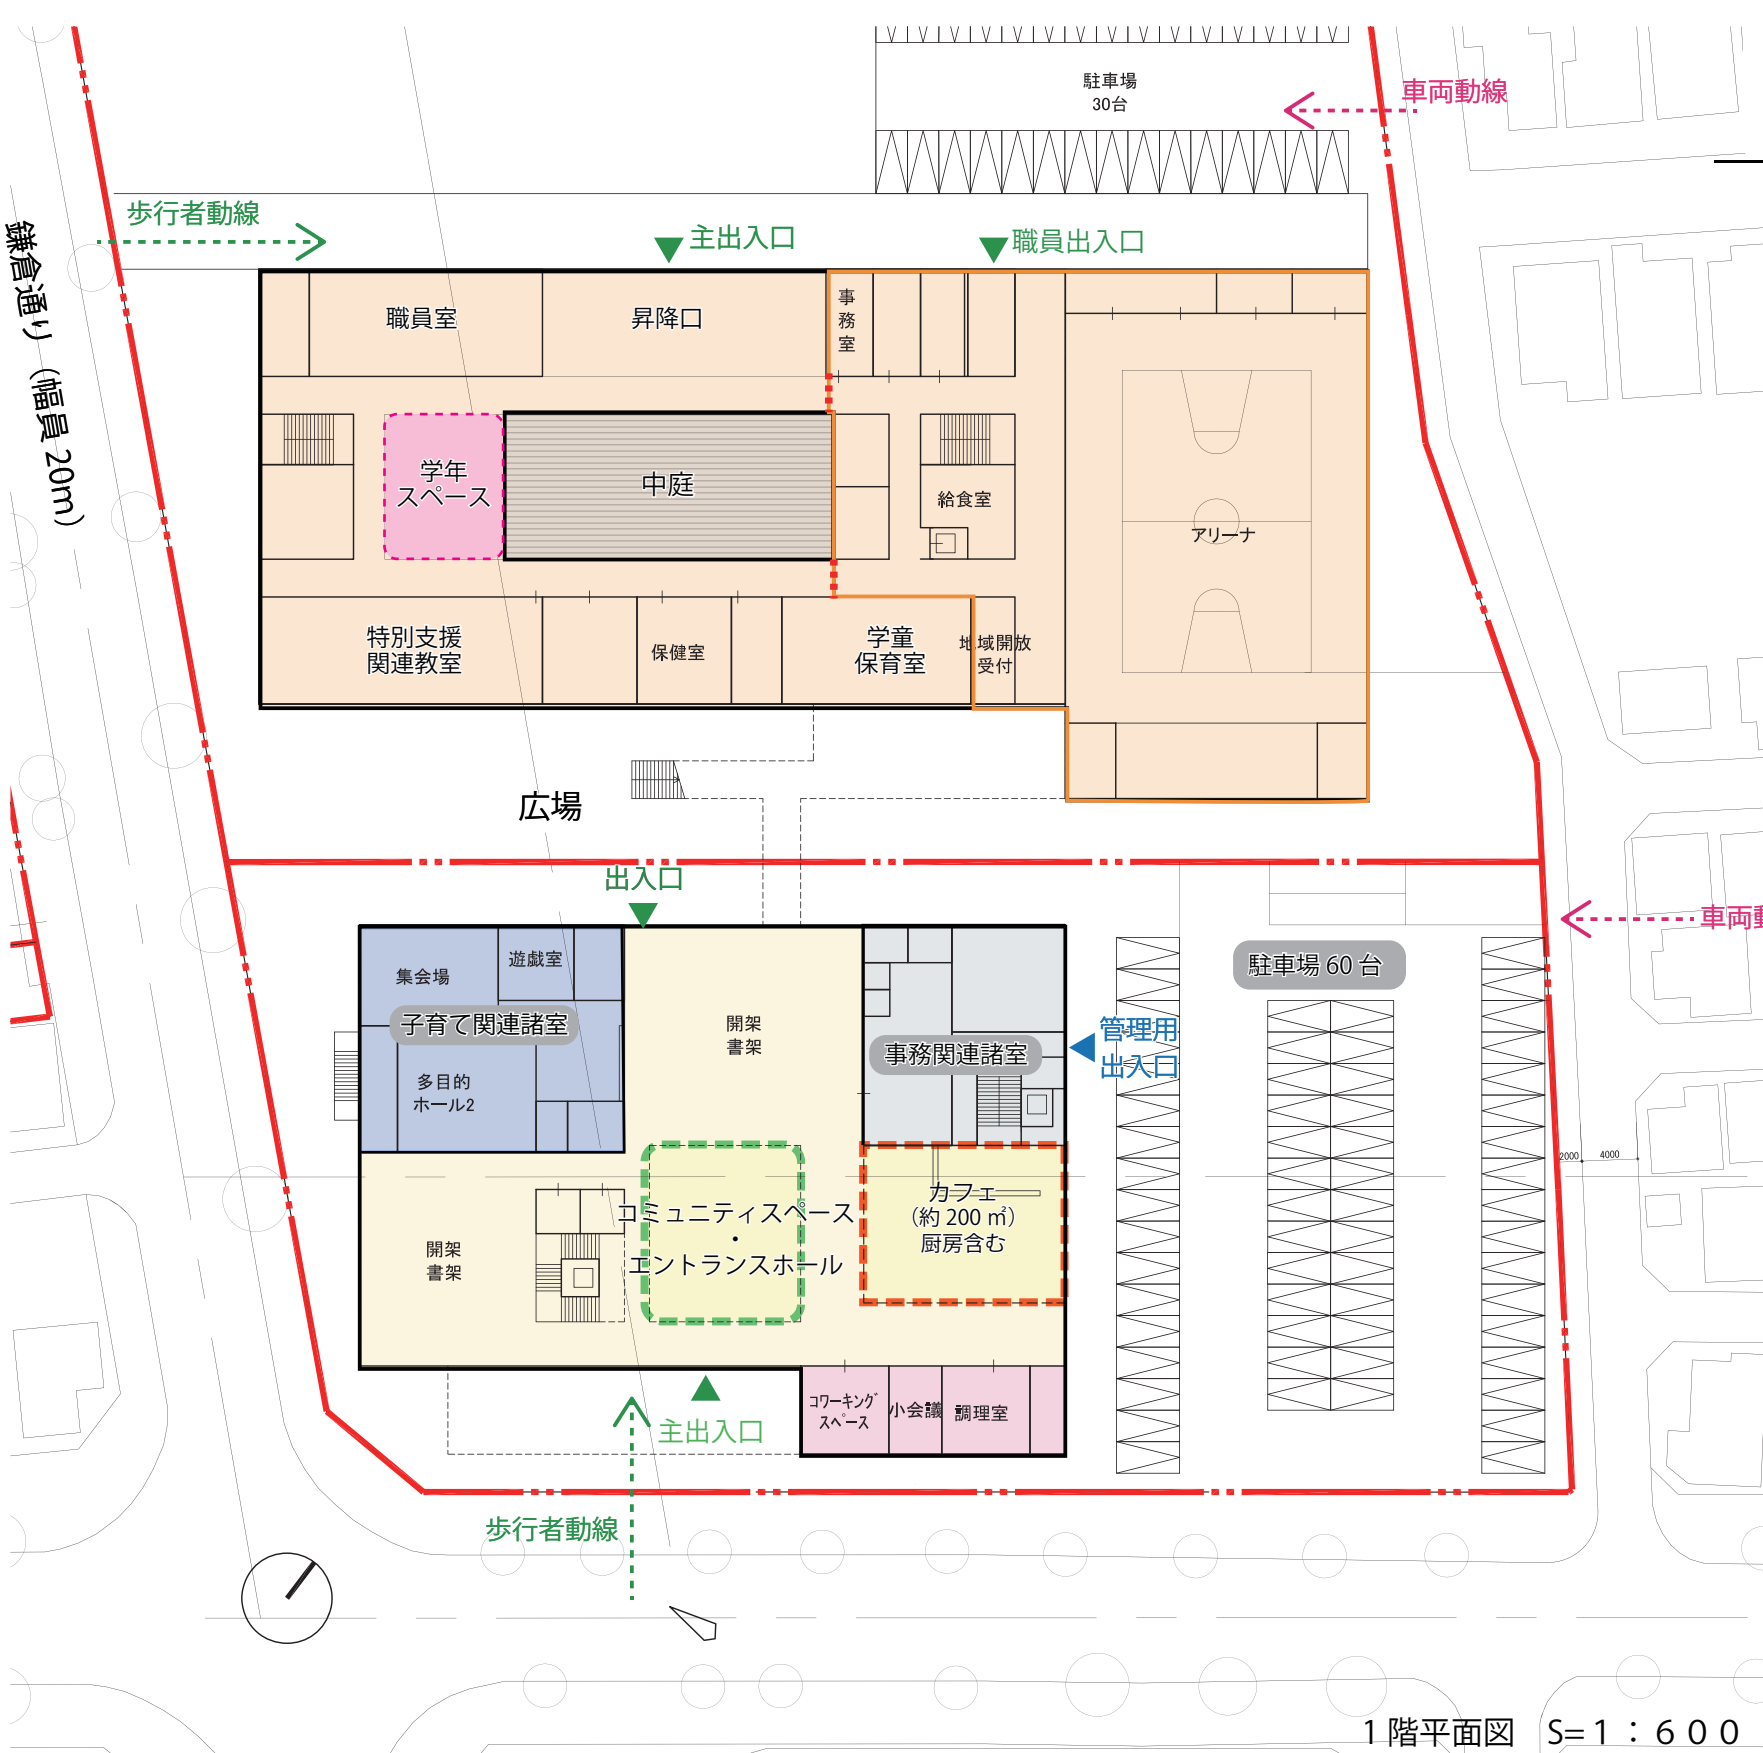 駐車場
30台
車両動線
歩行者動線
主出入口
職員出入口
鎌倉通り（幅員 20m）
職員室
昇降口
事
務
室
学年
スペース
中庭
給食室
アリーナ
特別支援
関連教室
保健室
学童
保育室
地域開放
受付
広場
出入口
車両動
集会場
遊戯室
駐車場 60 台
子育て関連諸室
開架
書架
事務関連諸室
管理用
出入口
多目的
ホール2
2000
4000
カフェ
（約 200 ㎡）
厨房含む
コミュニティスペース
・
エントランスホール
開架
書架
コワーキング
スペース
小会議
調理室
主出入口
歩行者動線
1 階平面図　S=１：６００